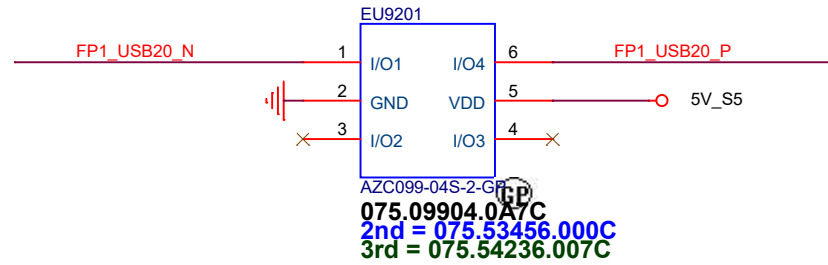 EU9201
FP1_USB20_N 1 I/O1 I/O4 6 FP1_USB20_P
2 GND VDD 5 5V_S5
3 I/O2 I/O3 4
AZC099-04S-2-GP
GP
075.09904.0A7C
2nd = 075.53456.000C
3rd = 075.54236.007C